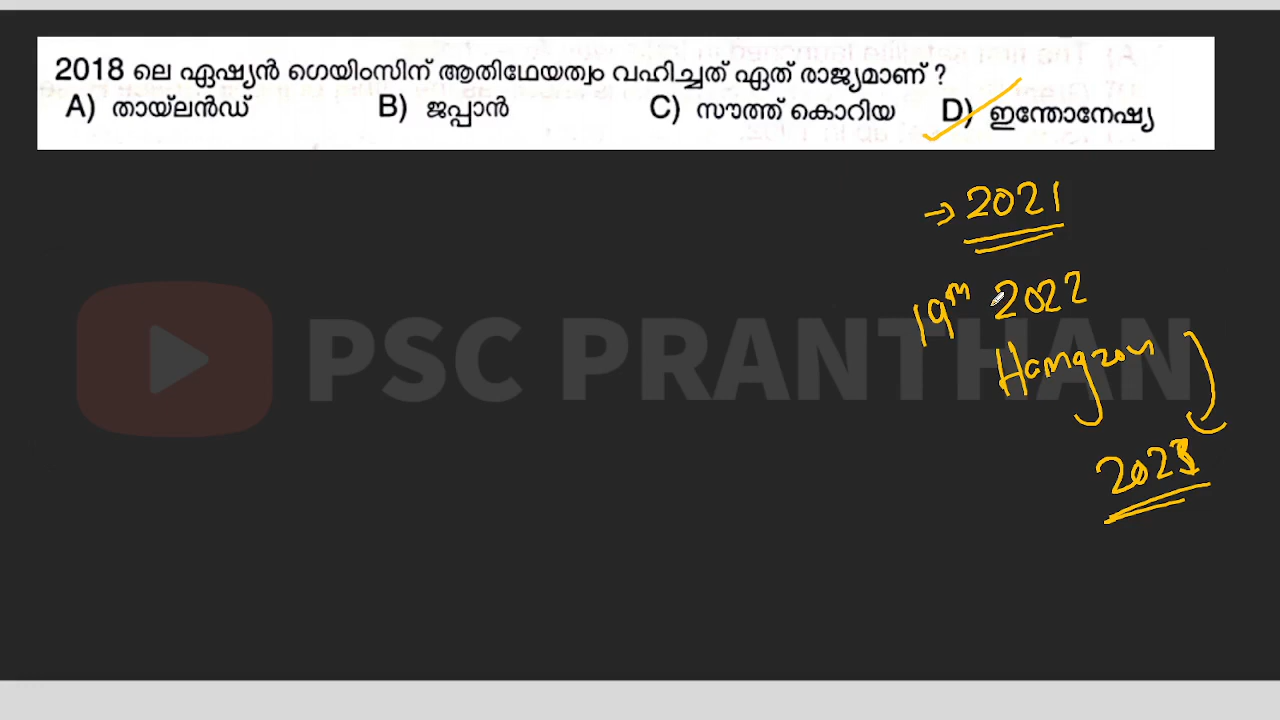 2018 ലെ ഏഷ്യൻ ഗെയിംസിന് ആതിഥേയത്വം വഹിച്ചത് ഏത് രാജ്യമാണ് ?
A) തായ്‌ലൻഡ് B) ജപ്പാൻ C) സൗത്ത് കൊറിയ D) ഇന്തോനേഷ്യ
→ 2021
19th 2022
Hangzou
2023
PSC PRANTHAN